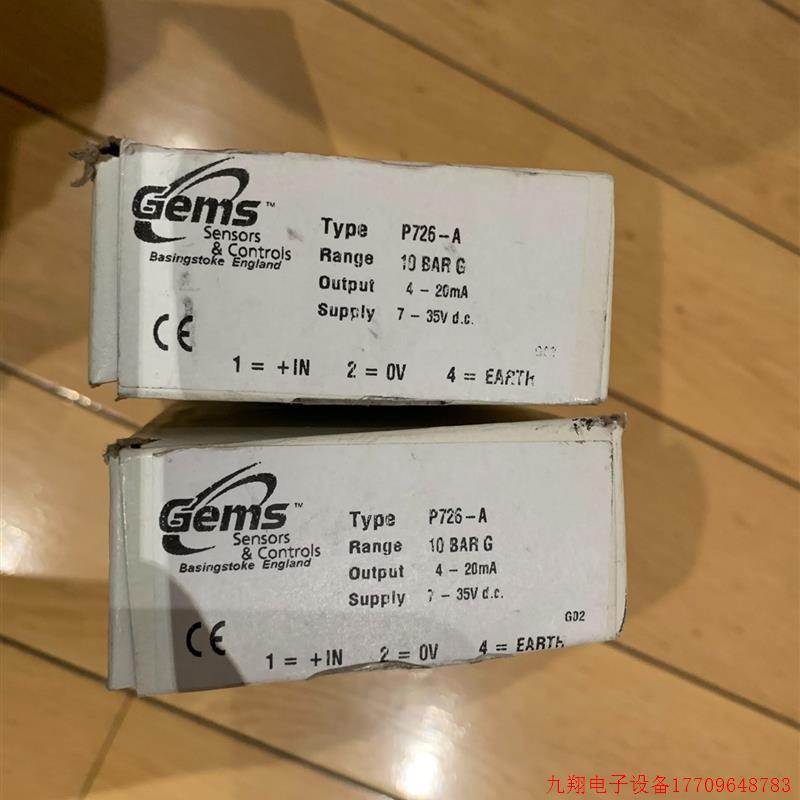 Gems™
Sensors
& Controls
Basingstoke England
Type P726-A
Range 10 BAR G
Output 4 - 20mA
Supply 7 - 35V d.c.
CE
G02
1 = +IN 2 = 0V 4 = EARTH
Gems™
Sensors
& Controls
Basingstoke England
Type P726-A
Range 10 BAR G
Output 4 - 20mA
Supply 7 - 35V d.c.
G02
CE
1 = +IN 2 = 0V 4 = EARTH
九翔电子设备17709648783